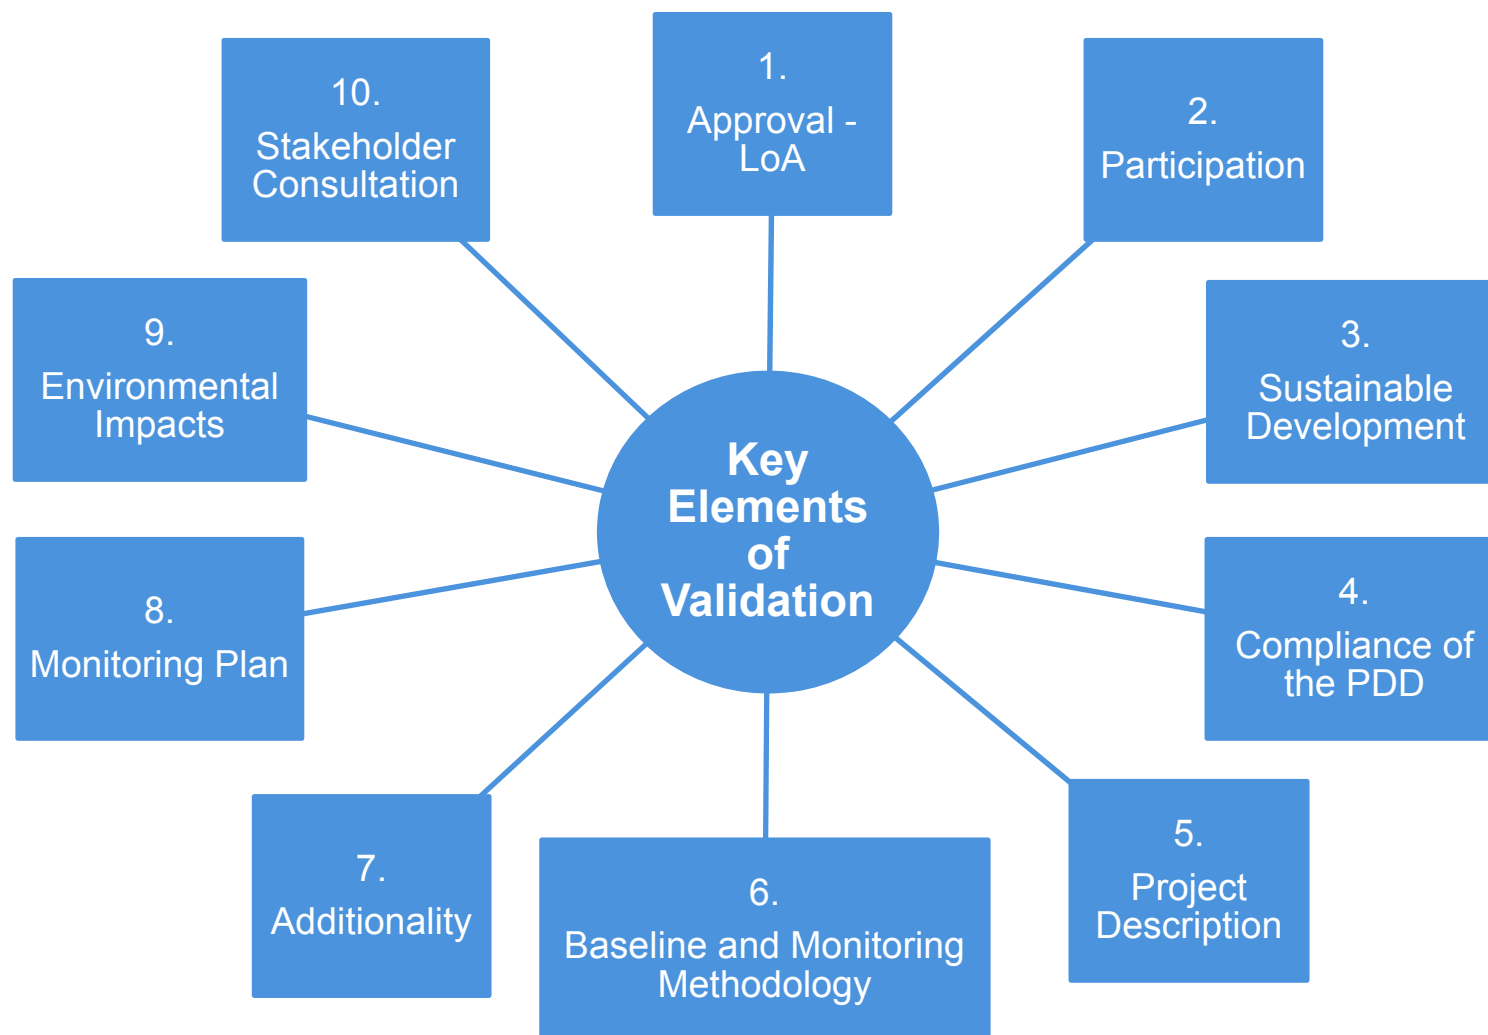 1.
Approval -
LoA
2.
Participation
3.
Sustainable
Development
4.
Compliance of
the PDD
5.
Project
Description
6.
Baseline and Monitoring
Methodology
7.
Additionality
8.
Monitoring Plan
9.
Environmental
Impacts
10.
Stakeholder
Consultation
Key
Elements
of
Validation